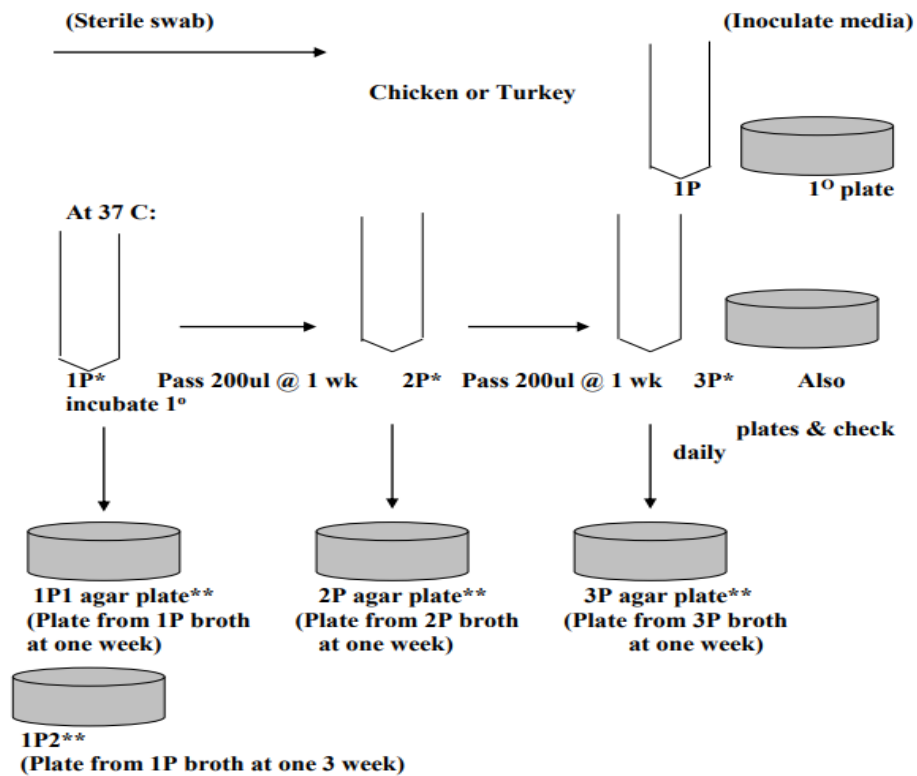 (Sterile swab) (Inoculate media)
Chicken or Turkey
1P 1O plate
At 37 C:
1P* Pass 200ul @ 1 wk 2P* Pass 200ul @ 1 wk 3P* Also
incubate 1o
plates & check
daily
1P1 agar plate** 2P agar plate** 3P agar plate**
(Plate from 1P broth (Plate from 2P broth (Plate from 3P broth
at one week) at one week) at one week)
1P2**
(Plate from 1P broth at one 3 week)